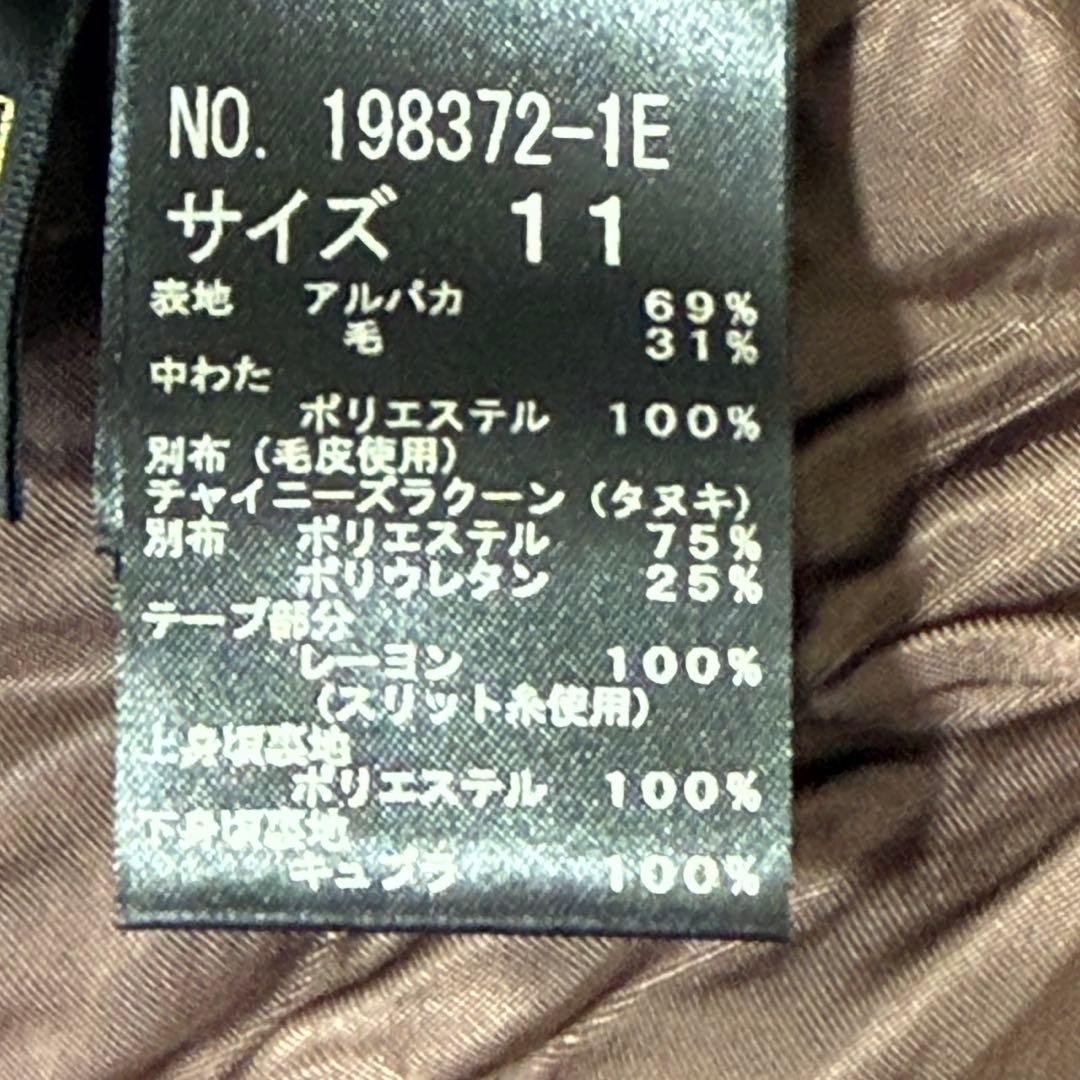 NO. 198372-1E
サイズ 11
表地 アルパカ 69%
毛 31%
中わた
ポリエステル 100%
別布(毛皮使用)
チャイニーズラクーン(タヌキ)
別布 ポリエステル 75%
ポリウレタン 25%
テープ部分
レーヨン 100%
(スリット糸使用)
上身頃裏地
ポリエステル 100%
下身頃裏地
キュプラ 100%